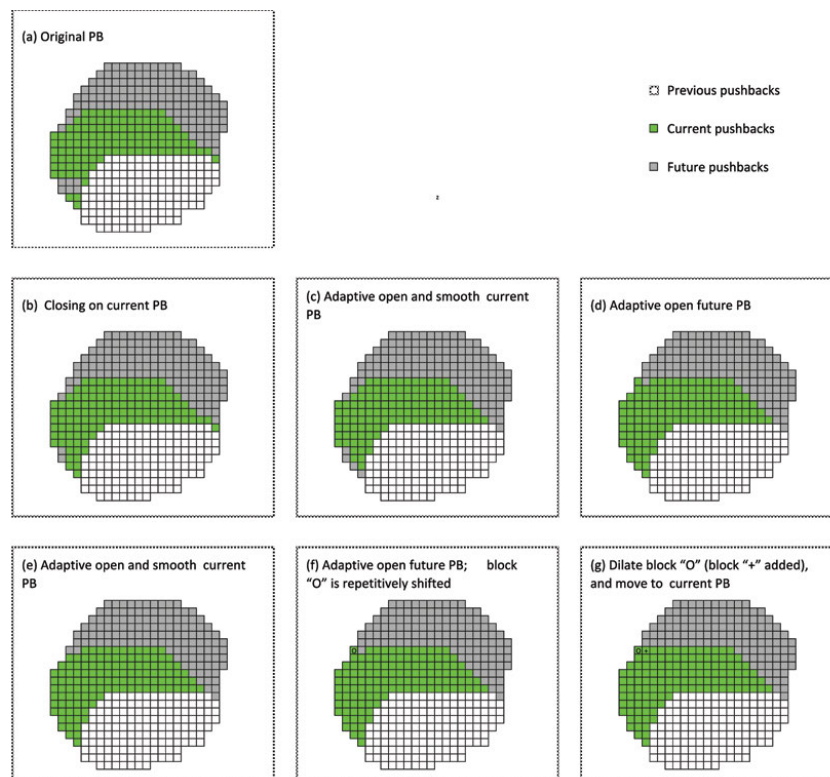 (a) Original PB
Previous pushbacks
Current pushbacks
Future pushbacks
(b) Closing on current PB
(c) Adaptive open and smooth current
PB
(d) Adaptive open future PB
(e) Adaptive open and smooth current
PB
(f) Adaptive open future PB; block
"O" is repetitively shifted
(g) Dilate block "O" (block "+" added),
and move to current PB
O
O +